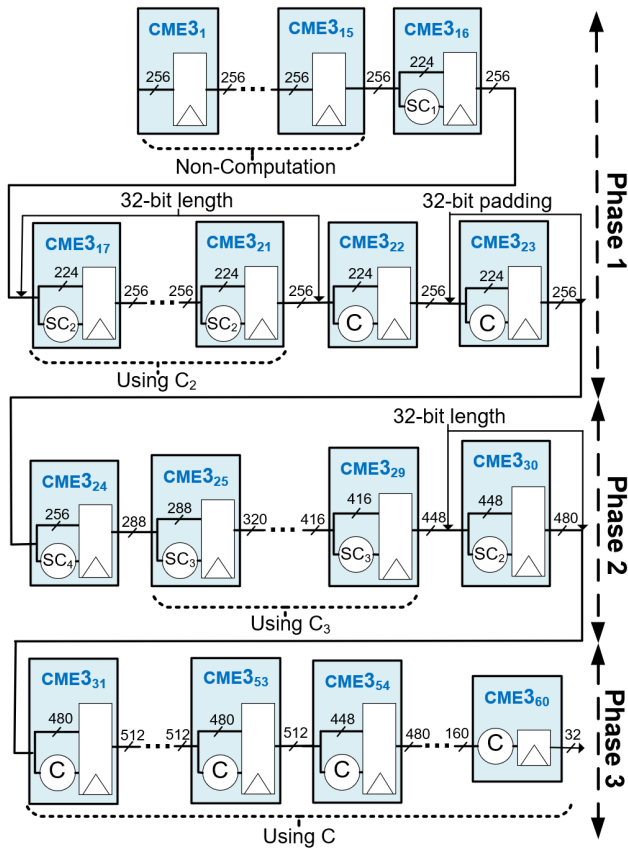 CME3₁ CME3₁₅ CME3₁₆
224
256 256 256 256 256
SC₁
Non-Computation
Phase 1
32-bit length 32-bit padding
CME3₁₇ CME3₂₁ CME3₂₂ CME3₂₃
224 224 224 224
256 256 256 256 256
SC₂ SC₂ C C
Using C₂
32-bit length
Phase 2
CME3₂₄ CME3₂₅ CME3₂₉ CME3₃₀
256 288 416 448
288 320 416 448 480
SC₄ SC₃ SC₃ SC₂
Using C₃
Phase 3
CME3₃₁ CME3₅₃ CME3₅₄ CME3₆₀
480 480 448
512 512 512 480 160 32
C C C C
Using C